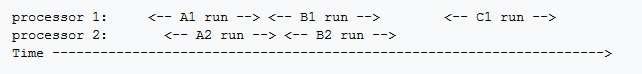 processor 1:     <-- A1 run --> <-- B1 run -->        <-- C1 run -->
processor 2:       <-- A2 run --> <-- B2 run -->
Time ---------------------------------------------------------------------->